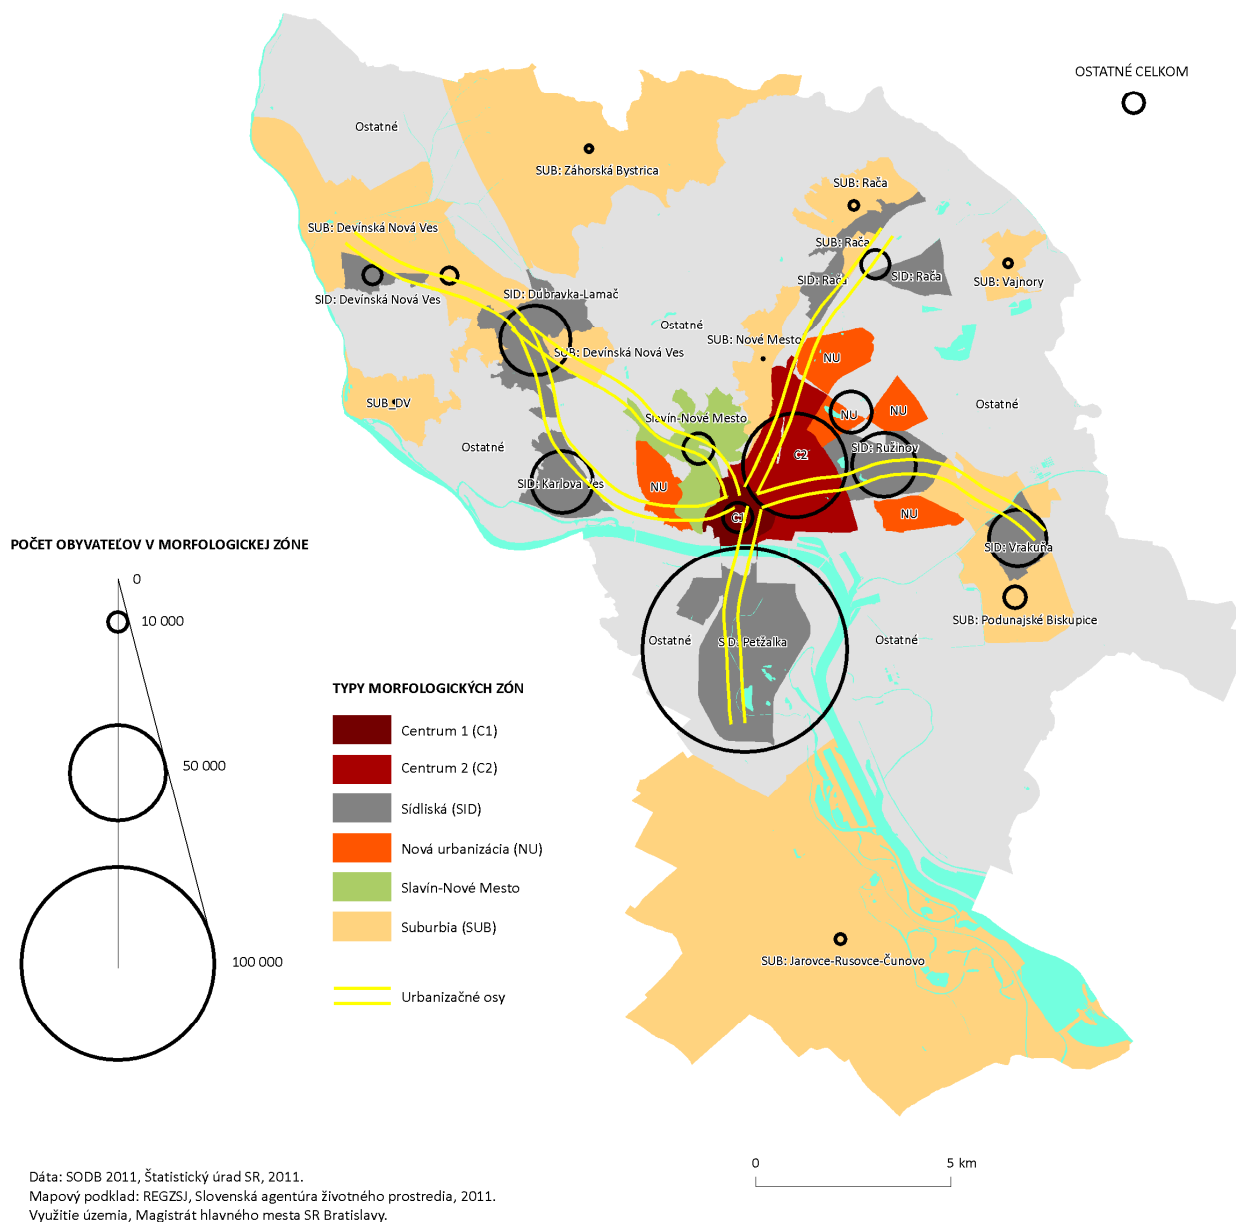 OSTATNÉ CELKOM
Ostatné
SUB: Záhorská Bystrica
SUB: Rača
SUB: Devínská Nová Ves
SUB: Rača
SID: Rača
SID: Rača
SUB: Vajnory
SID: Devínská Nová Ves
SID: Dúbravka-Lamač
Ostatné
SUB: Nové Mesto
SUB: Devínská Nová Ves
NU
SUB_DV
Slavín-Nové Mesto
NU
NU
Ostatné
Ostatné
C2
SID: Ružinov
SID: Karlova Ves
NU
C1
NU
SID: Vrakuňa
SUB: Podunajské Biskupice
Ostatné
SID: Petžalka
Ostatné
SUB: Jarovce-Rusovce-Čunovo
POČET OBYVATEĽOV V MORFOLOGICKEJ ZÓNE
0
10 000
50 000
100 000
TYPY MORFOLOGICKÝCH ZÓN
Centrum 1 (C1)
Centrum 2 (C2)
Sídliská (SID)
Nová urbanizácia (NU)
Slavín-Nové Mesto
Suburbia (SUB)
Urbanizačné osy
0 5 km
Dáta: SODB 2011, Štatistický úrad SR, 2011.
Mapový podklad: REGZSJ, Slovenská agentúra životného prostredia, 2011.
Využitie územia, Magistrát hlavného mesta SR Bratislavy.